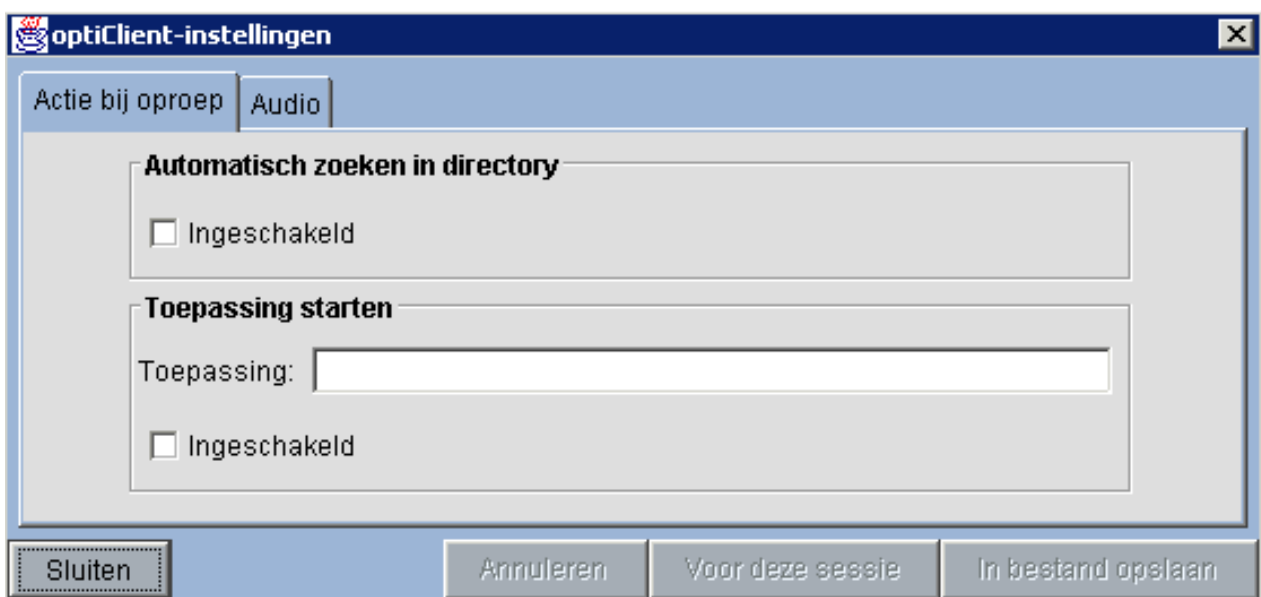 optiClient-instellingen
Actie bij oproep
Audio
Automatisch zoeken in directory
Ingeschakeld
Toepassing starten
Toepassing:
Ingeschakeld
Sluiten
Annuleren
Voor deze sessie
In bestand opslaan